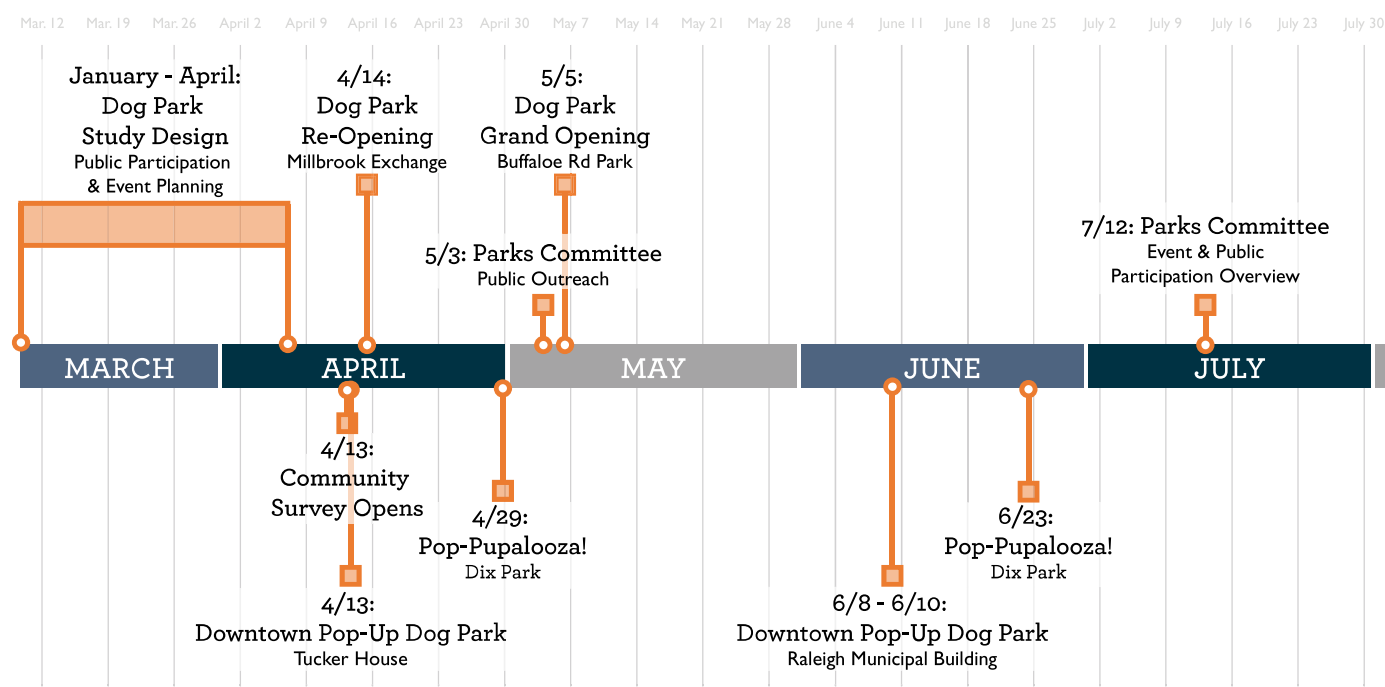 Mar. 12 Mar. 19 Mar. 26 April 2 April 9 April 16 April 23 April 30 May 7 May 14 May 21 May 28 June 4 June 11 June 18 June 25 July 2 July 9 July 16 July 23 July 30
January - April:
Dog Park
Study Design
Public Participation
& Event Planning
4/14:
Dog Park
Re-Opening
Millbrook Exchange
5/5:
Dog Park
Grand Opening
Buffaloe Rd Park
5/3: Parks Committee
Public Outreach
7/12: Parks Committee
Event & Public
Participation Overview
MARCH APRIL MAY JUNE JULY
4/13:
Community
Survey Opens
4/29:
Pop-Pupalooza!
Dix Park
6/23:
Pop-Pupalooza!
Dix Park
4/13:
Downtown Pop-Up Dog Park
Tucker House
6/8 - 6/10:
Downtown Pop-Up Dog Park
Raleigh Municipal Building